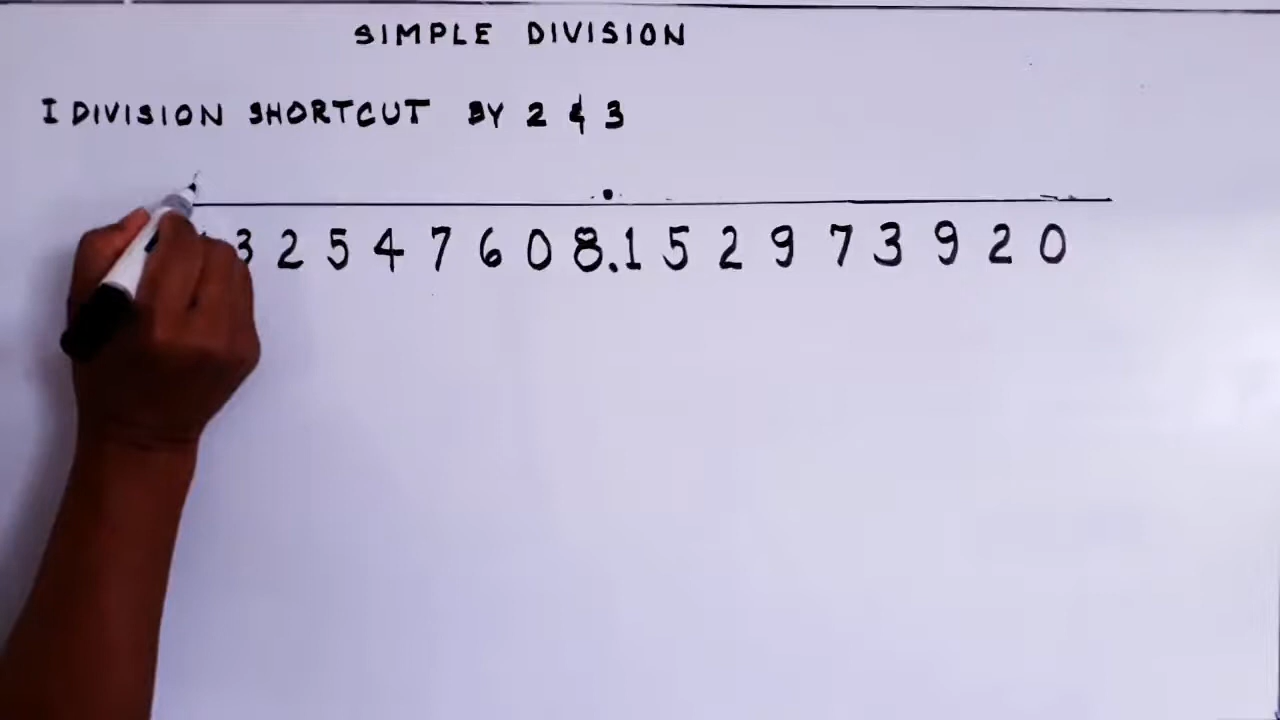 SIMPLE DIVISION
I DIVISION SHORTCUT BY 2 & 3
3 2 5 4 7 6 0 8.1 5 2 9 7 3 9 2 0